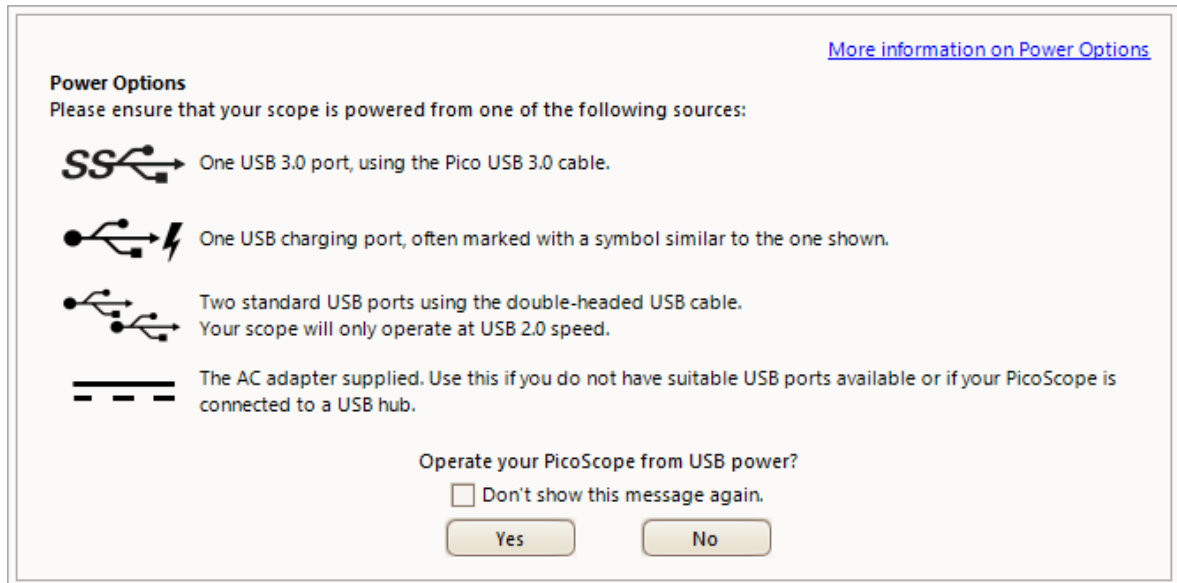 More information on Power Options
Power Options
Please ensure that your scope is powered from one of the following sources:
SS
One USB 3.0 port, using the Pico USB 3.0 cable.
One USB charging port, often marked with a symbol similar to the one shown.
Two standard USB ports using the double-headed USB cable.
Your scope will only operate at USB 2.0 speed.
The AC adapter supplied. Use this if you do not have suitable USB ports available or if your PicoScope is
connected to a USB hub.
Operate your PicoScope from USB power?
Don't show this message again.
Yes
No